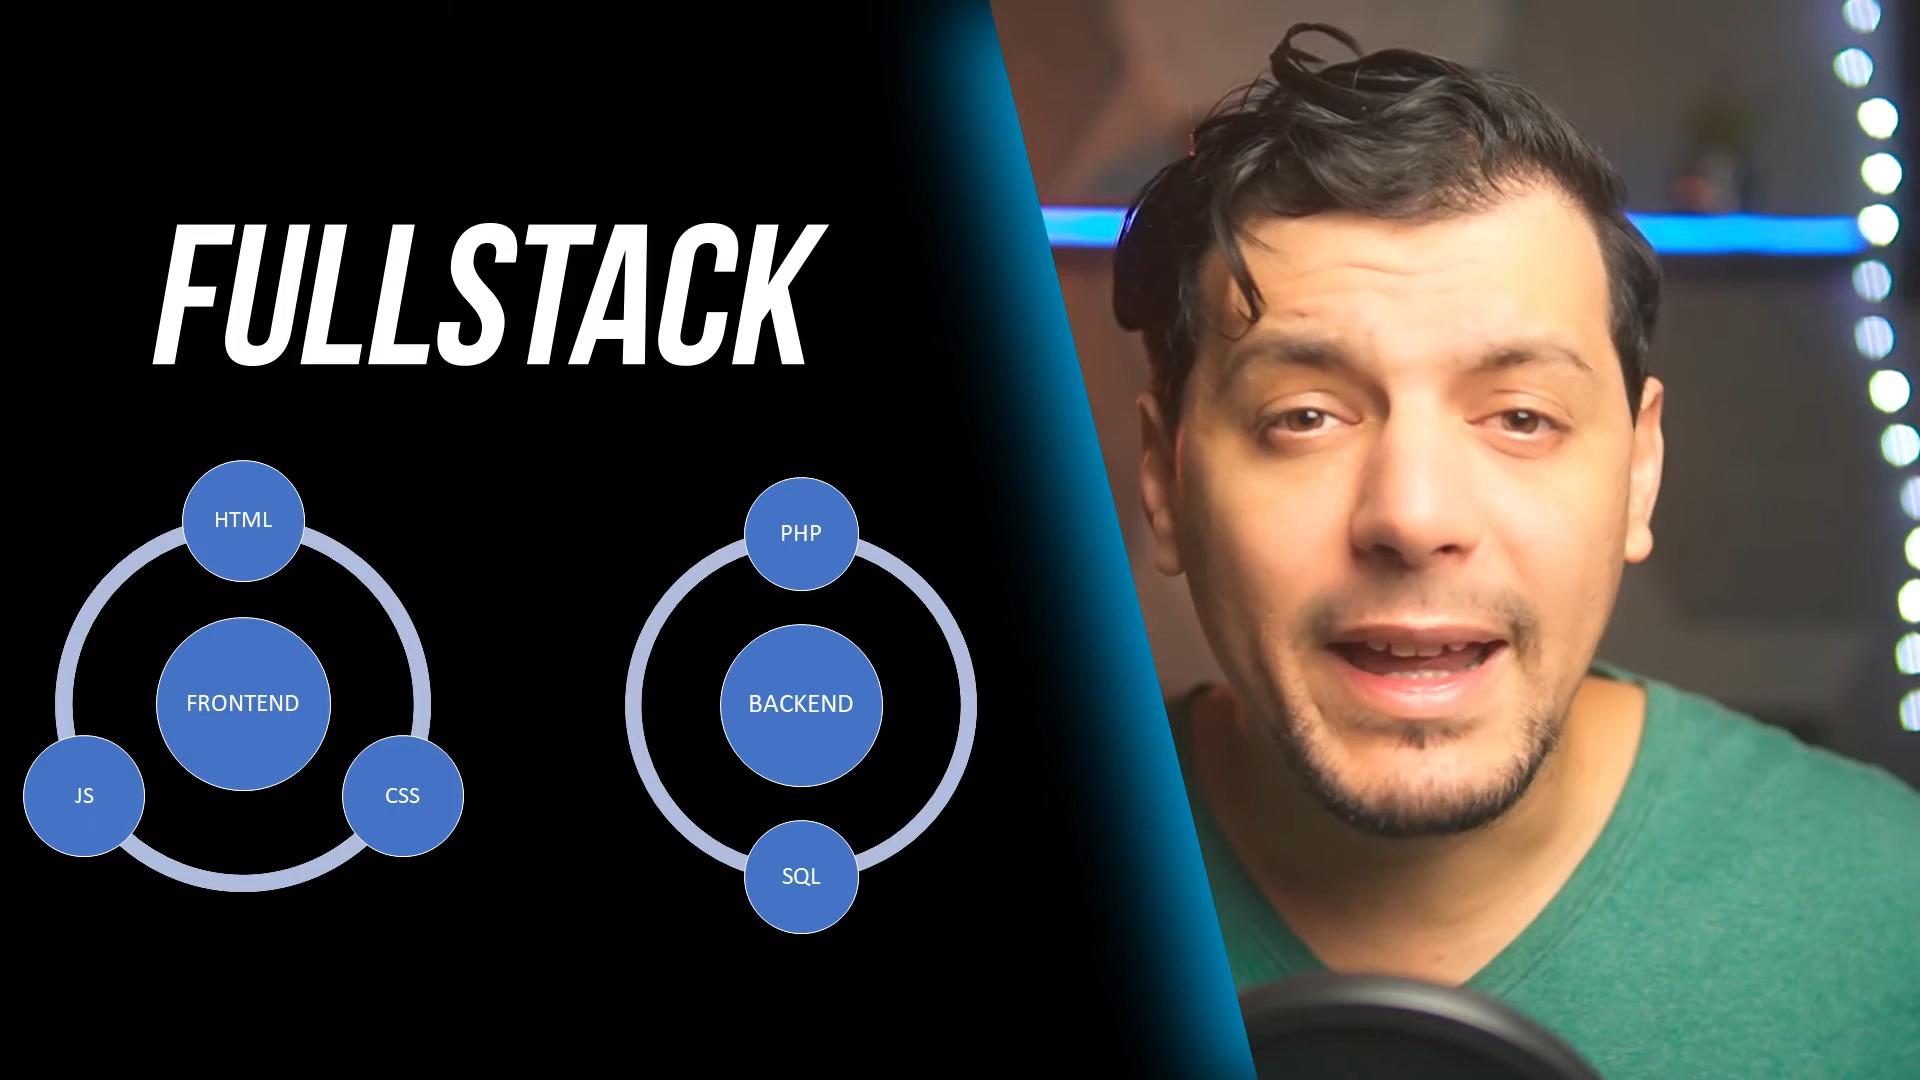 FULLSTACK
HTML
FRONTEND
JS
CSS
PHP
BACKEND
SQL